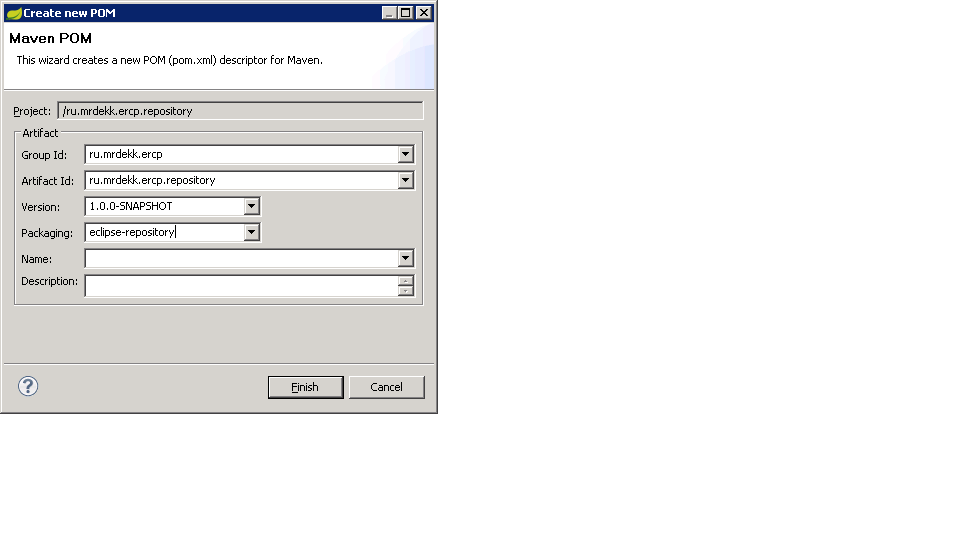 Create new POM
Maven POM
This wizard creates a new POM (pom.xml) descriptor for Maven.
Project: /ru.mrdekk.ercp.repository
Artifact
Group Id: ru.mrdekk.ercp
Artifact Id: ru.mrdekk.ercp.repository
Version: 1.0.0-SNAPSHOT
Packaging: eclipse-repository
Name:
Description:
? Finish Cancel